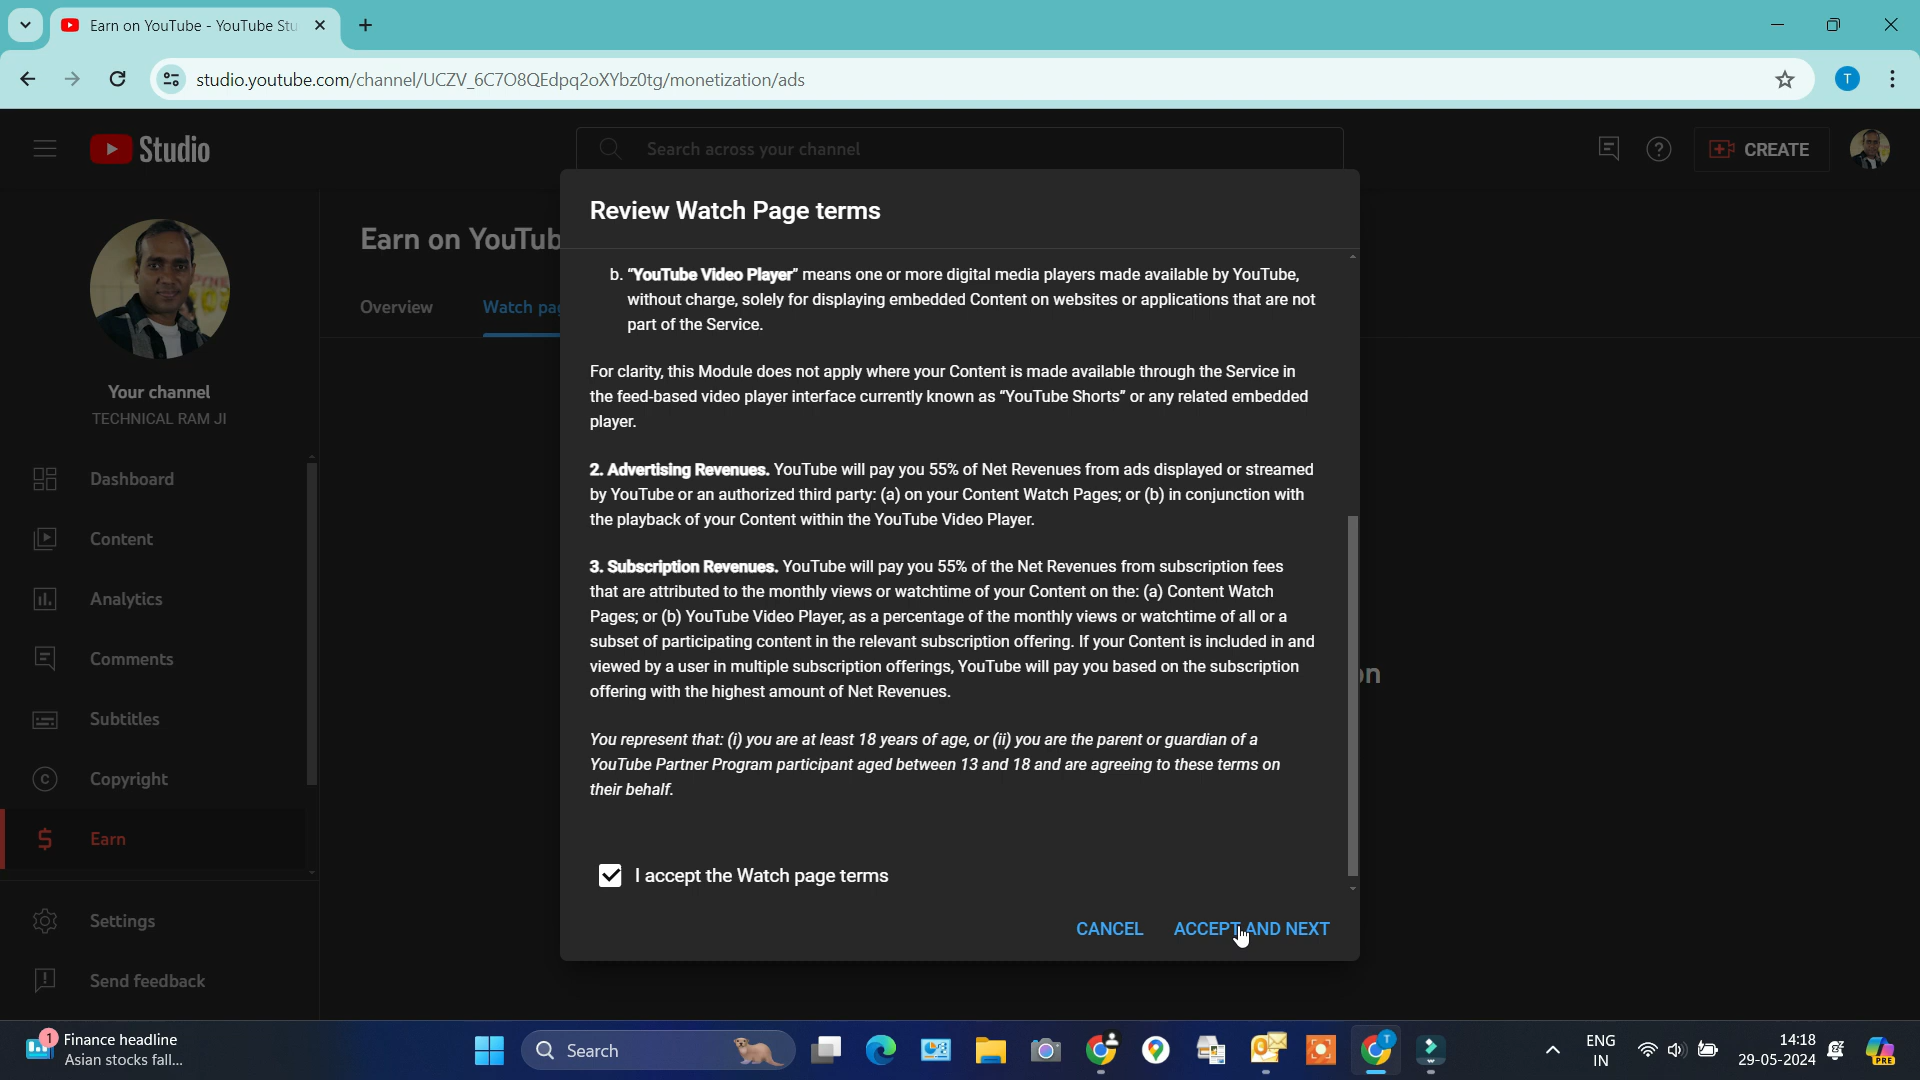 Earn on YouTube - YouTube Stu
studio.youtube.com/channel/UCZV_6C7O8QEdpq2oXYbz0tg/monetization/ads
T
Studio
Search across your channel
CREATE
Your channel
TECHNICAL RAM JI
Dashboard
Content
Analytics
Comments
Subtitles
Copyright
Earn
Settings
Send feedback
Earn on YouTub
Overview
Watch pag
Review Watch Page terms
b. “YouTube Video Player” means one or more digital media players made available by YouTube,
without charge, solely for displaying embedded Content on websites or applications that are not
part of the Service.
For clarity, this Module does not apply where your Content is made available through the Service in
the feed-based video player interface currently known as “YouTube Shorts” or any related embedded
player.
2. Advertising Revenues. YouTube will pay you 55% of Net Revenues from ads displayed or streamed
by YouTube or an authorized third party: (a) on your Content Watch Pages; or (b) in conjunction with
the playback of your Content within the YouTube Video Player.
3. Subscription Revenues. YouTube will pay you 55% of the Net Revenues from subscription fees
that are attributed to the monthly views or watchtime of your Content on the: (a) Content Watch
Pages; or (b) YouTube Video Player, as a percentage of the monthly views or watchtime of all or a
subset of participating content in the relevant subscription offering. If your Content is included in and
viewed by a user in multiple subscription offerings, YouTube will pay you based on the subscription
offering with the highest amount of Net Revenues.
You represent that: (i) you are at least 18 years of age, or (ii) you are the parent or guardian of a
YouTube Partner Program participant aged between 13 and 18 and are agreeing to these terms on
their behalf.
I accept the Watch page terms
CANCEL
ACCEPT AND NEXT
on
1
Finance headline
Asian stocks fall...
Search
T
ENG
IN
14:18
29-05-2024
PRE